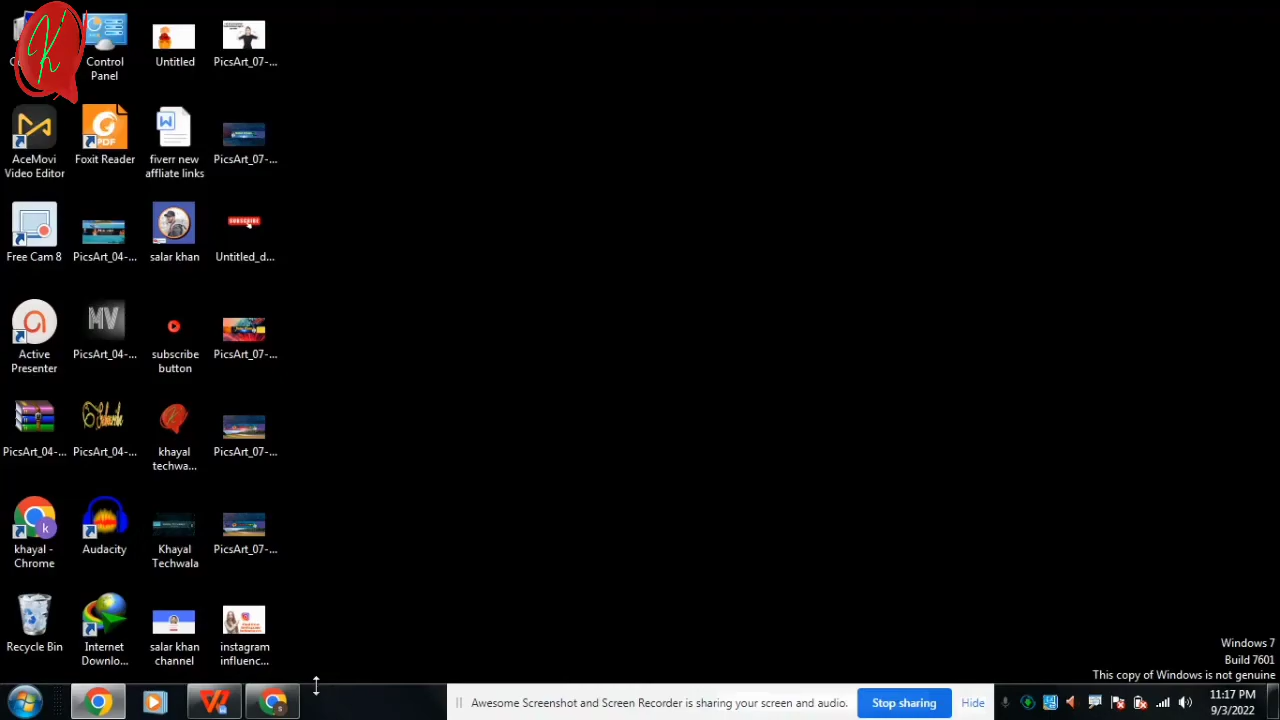 Control
Panel
Untitled
PicsArt_07-...
AceMovi
Video Editor
Foxit Reader
fiverr new
affliate links
PicsArt_07-...
Free Cam 8
PicsArt_04-...
salar khan
Untitled_d...
Active
Presenter
PicsArt_04-...
subscribe
button
PicsArt_07-...
PicsArt_04-...
PicsArt_04-...
khayal
techwa...
PicsArt_07-...
khayal -
Chrome
Audacity
Khayal
Techwala
PicsArt_07-...
Recycle Bin
Internet
Downlo...
salar khan
channel
instagram
influenc...
K
PDF
W
SUBSCRIBE
MV
Subscribe
k
Windows 7
Build 7601
This copy of Windows is not genuine
Awesome Screenshot and Screen Recorder is sharing your screen and audio.
Stop sharing
Hide
11:17 PM
9/3/2022